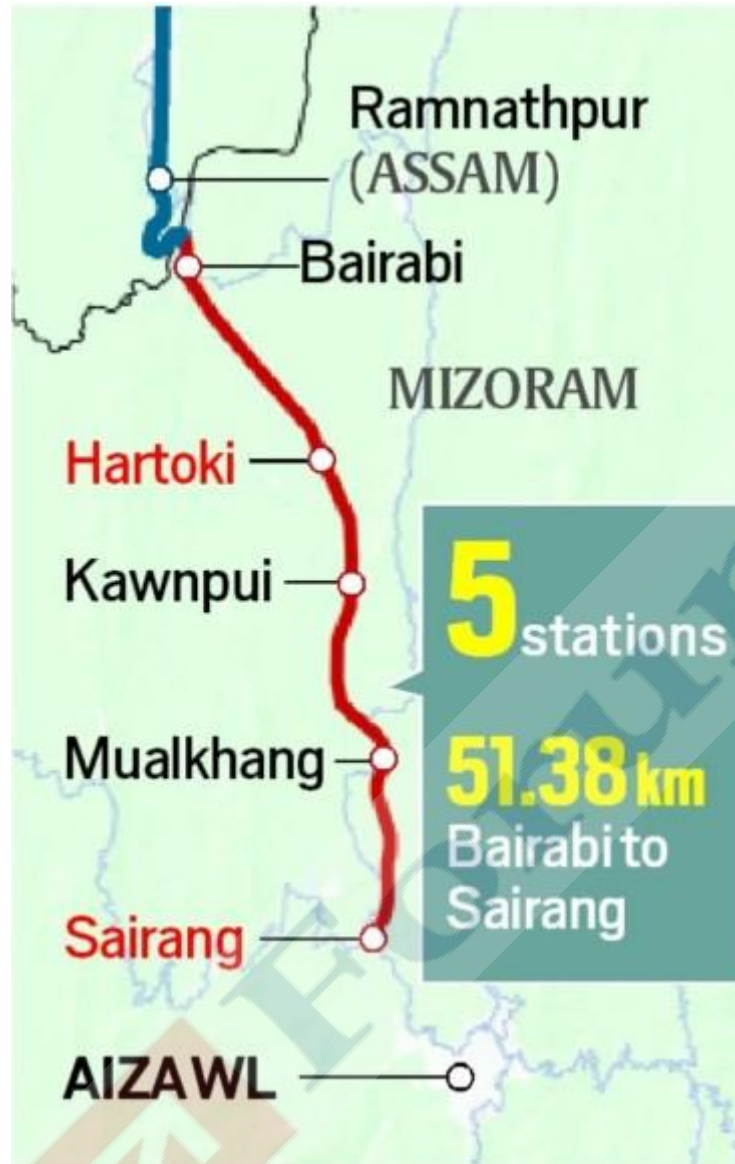 Ramnathpur
(ASSAM)
Bairabi
MIZORAM
Hartoki
Kawnpui
5 stations
Mualkhang
51.38 km
Bairabi to
Sairang
Sairang
AIZAWL